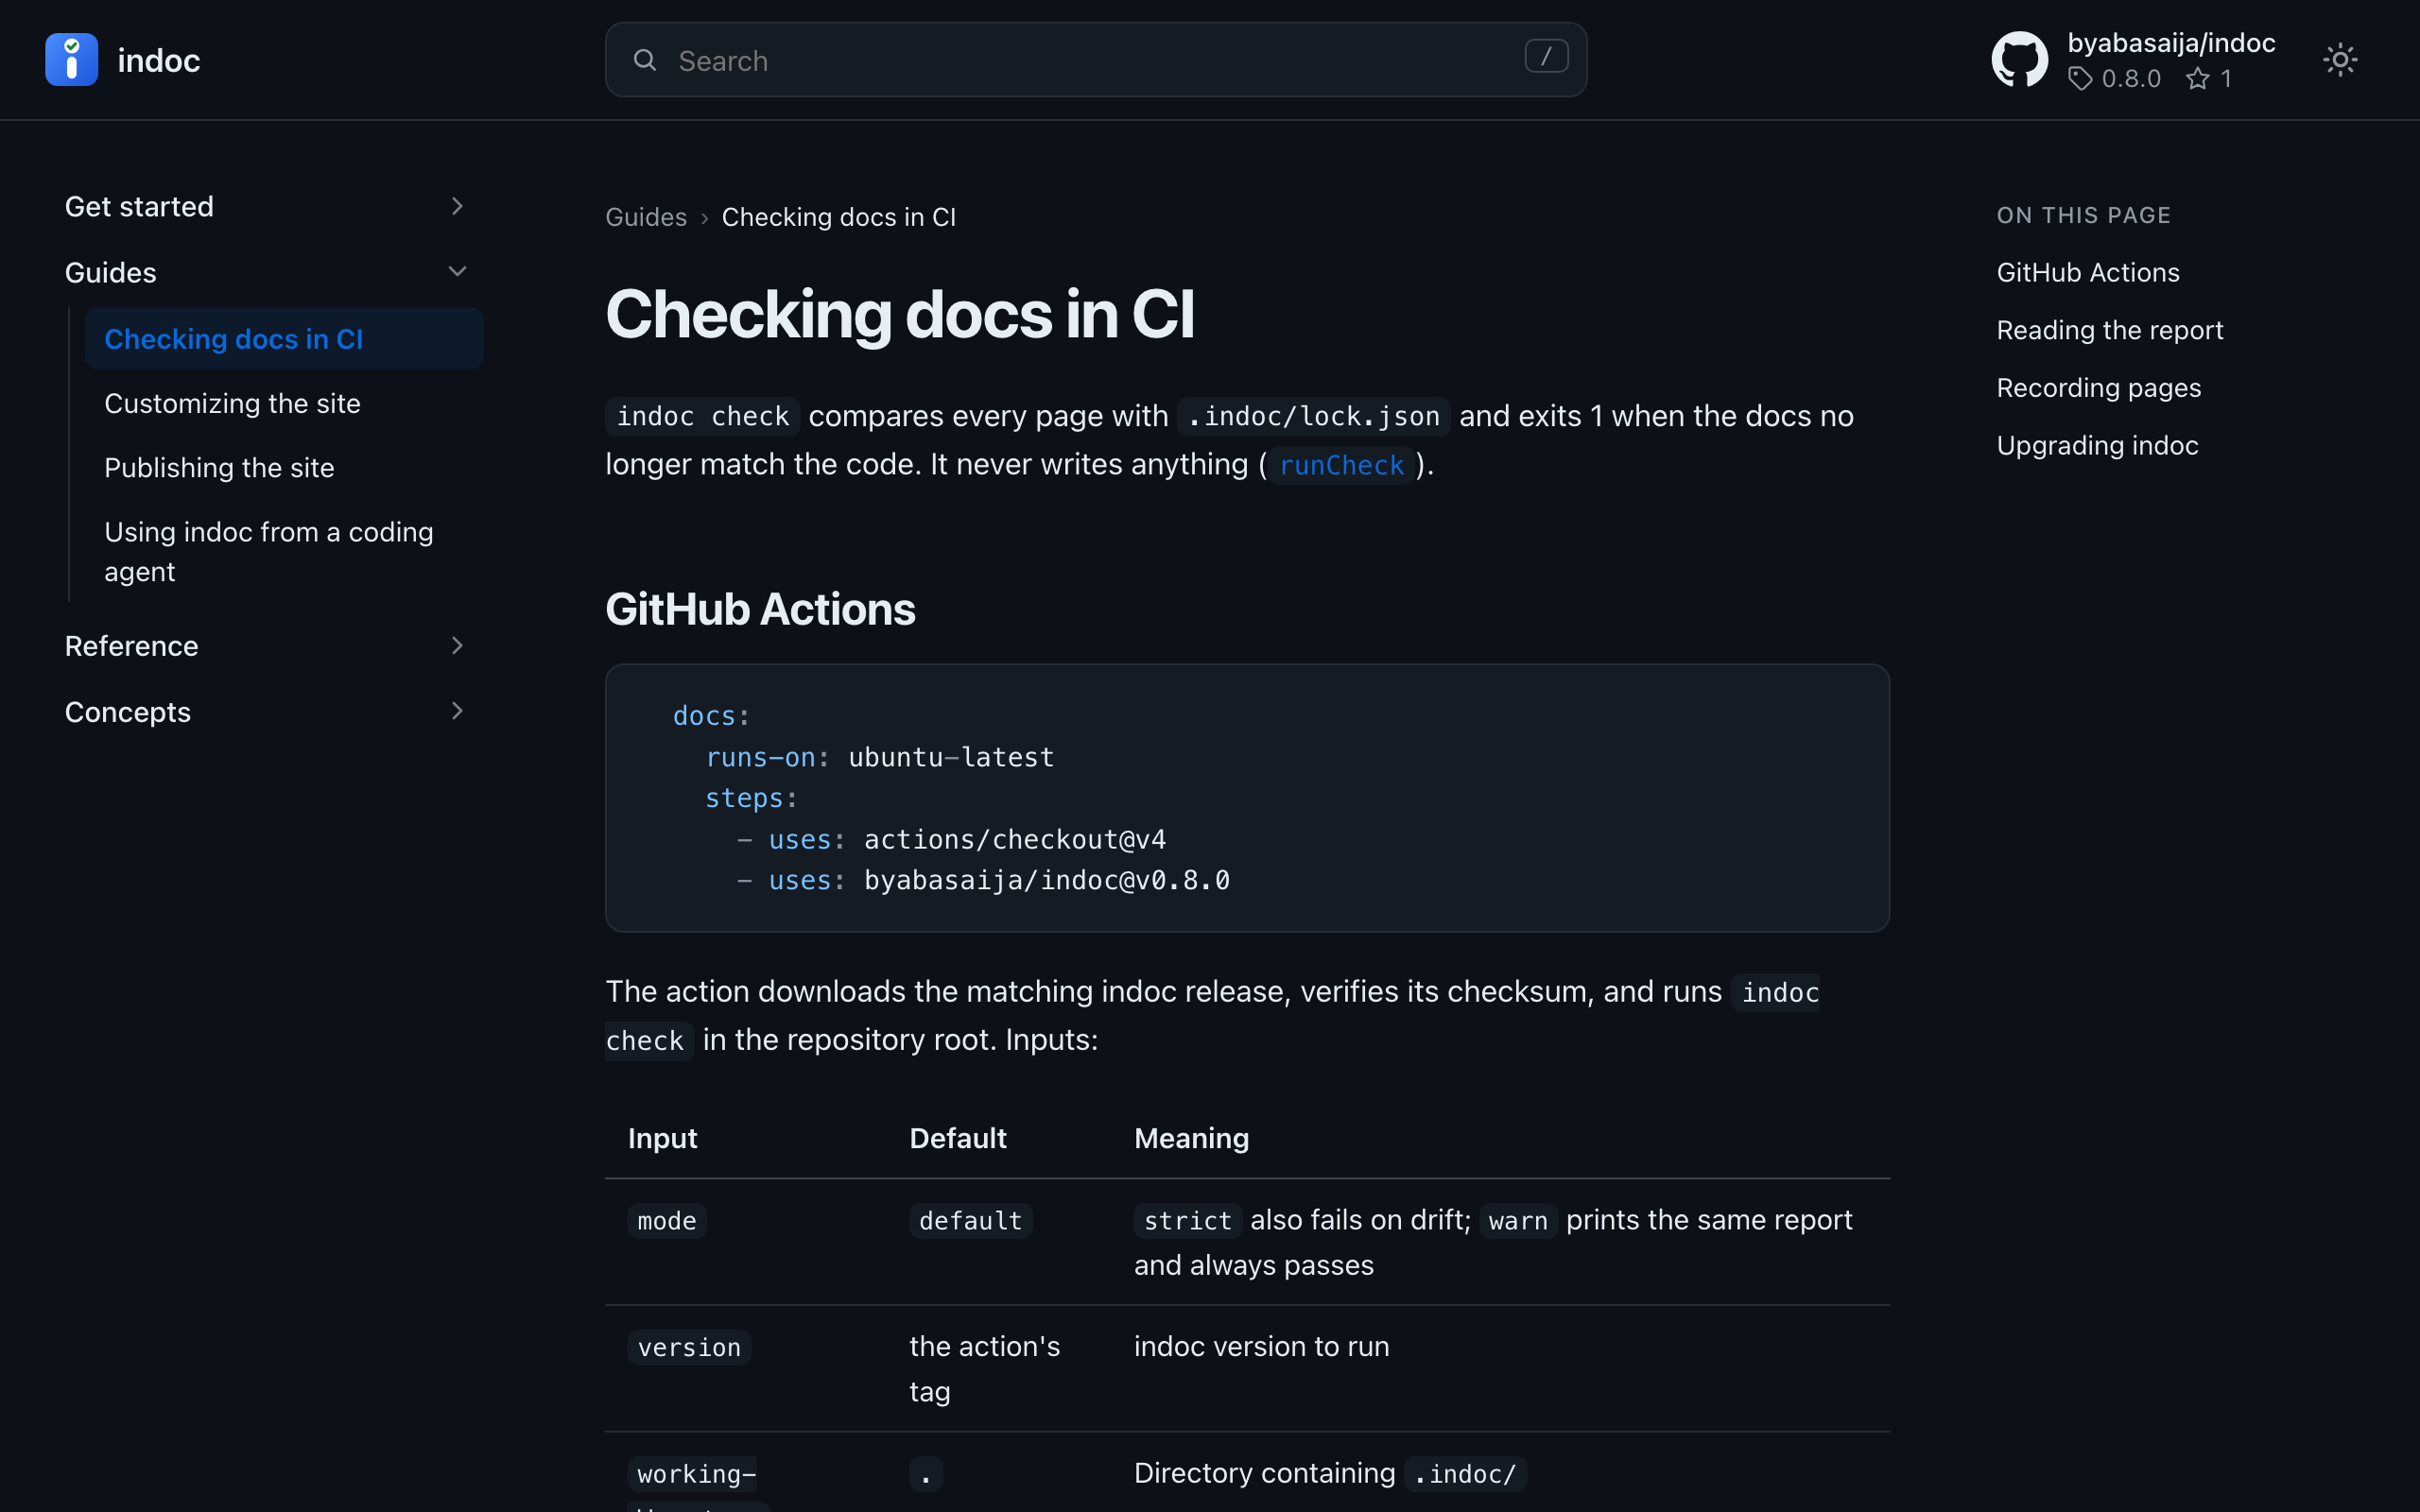 indoc
Search
/
byabasaija/indoc
0.8.0 1
Get started
Guides
Checking docs in CI
Customizing the site
Publishing the site
Using indoc from a coding
agent
Reference
Concepts
Guides › Checking docs in CI
Checking docs in CI
indoc check compares every page with .indoc/lock.json and exits 1 when the docs no
longer match the code. It never writes anything ( runCheck ).
GitHub Actions
docs:
runs-on: ubuntu-latest
steps:
- uses: actions/checkout@v4
- uses: byabasaija/indoc@v0.8.0
The action downloads the matching indoc release, verifies its checksum, and runs indoc
check in the repository root. Inputs:
Input Default Meaning
mode default strict also fails on drift; warn prints the same report
and always passes
version the action's indoc version to run
tag
working- . Directory containing .indoc/
ON THIS PAGE
GitHub Actions
Reading the report
Recording pages
Upgrading indoc